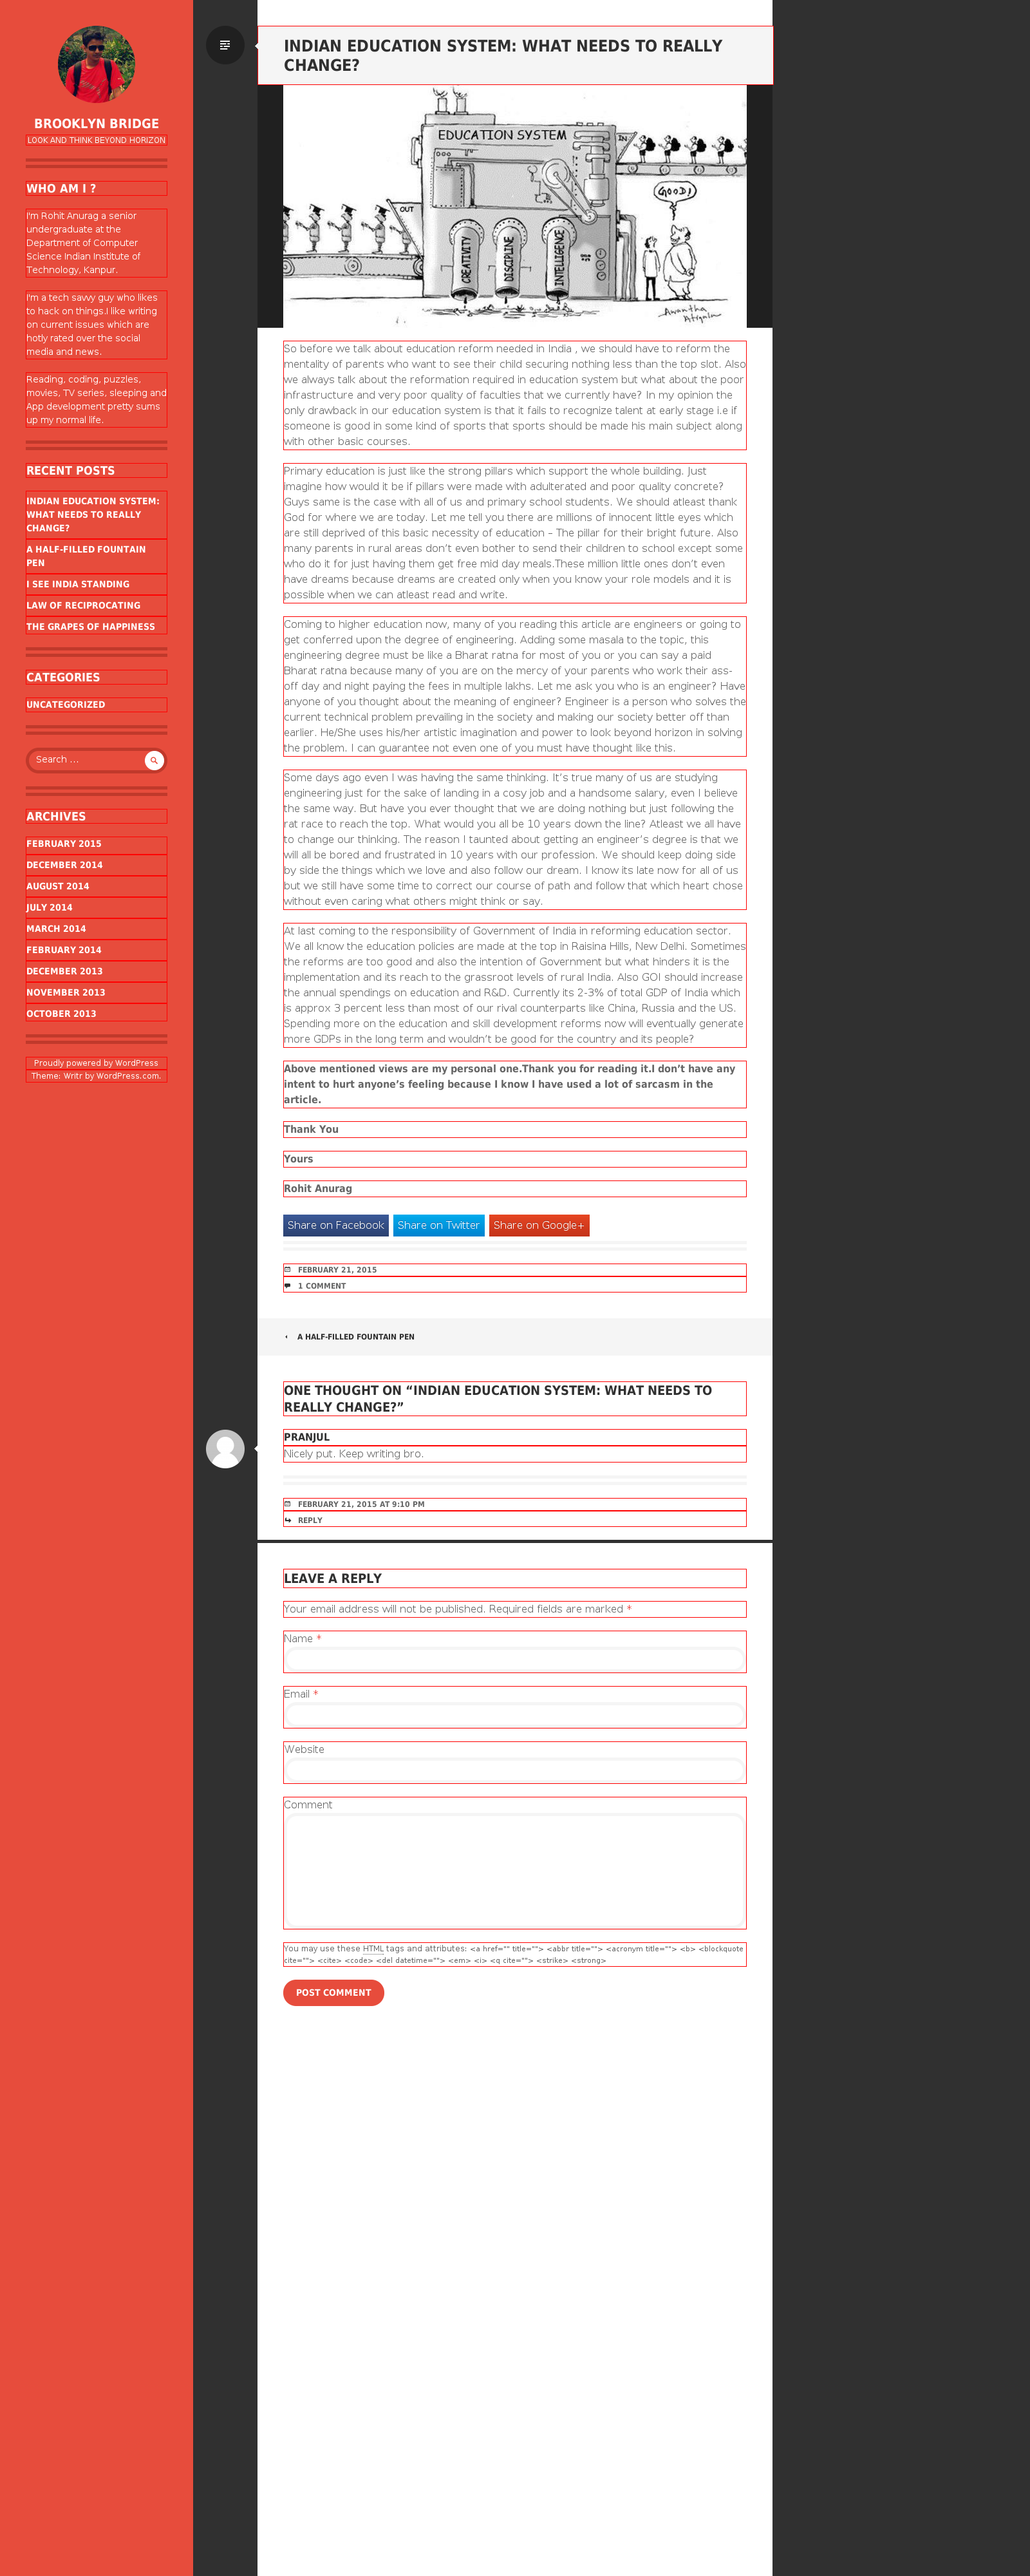 BROOKLYN BRIDGE
LOOK AND THINK BEYOND HORIZON
WHO AM I ?
I'm Rohit Anurag a senior
undergraduate at the
Department of Computer
Science Indian Institute of
Technology, Kanpur.
I'm a tech savvy guy who likes
to hack on things.I like writing
on current issues which are
hotly rated over the social
media and news.
Reading, coding, puzzles,
movies, TV series, sleeping and
App development pretty sums
up my normal life.
RECENT POSTS
INDIAN EDUCATION SYSTEM:
WHAT NEEDS TO REALLY
CHANGE?
A HALF-FILLED FOUNTAIN
PEN
I SEE INDIA STANDING
LAW OF RECIPROCATING
THE GRAPES OF HAPPINESS
CATEGORIES
UNCATEGORIZED
Search …
ARCHIVES
FEBRUARY 2015
DECEMBER 2014
AUGUST 2014
JULY 2014
MARCH 2014
FEBRUARY 2014
DECEMBER 2013
NOVEMBER 2013
OCTOBER 2013
Proudly powered by WordPress
Theme: Writr by WordPress.com.
INDIAN EDUCATION SYSTEM: WHAT NEEDS TO REALLY
CHANGE?
EDUCATION SYSTEM
IN
OUT
GOOD!
CREATIVITY
DISCIPLINE
INTELLIGENCE
Awantha
Artigala
So before we talk about education reform needed in India , we should have to reform the
mentality of parents who want to see their child securing nothing less than the top slot. Also
we always talk about the reformation required in education system but what about the poor
infrastructure and very poor quality of faculties that we currently have? In my opinion the
only drawback in our education system is that it fails to recognize talent at early stage i.e if
someone is good in some kind of sports that sports should be made his main subject along
with other basic courses.
Primary education is just like the strong pillars which support the whole building. Just
imagine how would it be if pillars were made with adulterated and poor quality concrete?
Guys same is the case with all of us and primary school students. We should atleast thank
God for where we are today. Let me tell you there are millions of innocent little eyes which
are still deprived of this basic necessity of education – The pillar for their bright future. Also
many parents in rural areas don’t even bother to send their children to school except some
who do it for just having them get free mid day meals.These million little ones don’t even
have dreams because dreams are created only when you know your role models and it is
possible when we can atleast read and write.
Coming to higher education now, many of you reading this article are engineers or going to
get conferred upon the degree of engineering. Adding some masala to the topic, this
engineering degree must be like a Bharat ratna for most of you or you can say a paid
Bharat ratna because many of you are on the mercy of your parents who work their ass-
off day and night paying the fees in multiple lakhs. Let me ask you who is an engineer? Have
anyone of you thought about the meaning of engineer? Engineer is a person who solves the
current technical problem prevailing in the society and making our society better off than
earlier. He/She uses his/her artistic imagination and power to look beyond horizon in solving
the problem. I can guarantee not even one of you must have thought like this.
Some days ago even I was having the same thinking. It’s true many of us are studying
engineering just for the sake of landing in a cosy job and a handsome salary, even I believe
the same way. But have you ever thought that we are doing nothing but just following the
rat race to reach the top. What would you all be 10 years down the line? Atleast we all have
to change our thinking. The reason I taunted about getting an engineer’s degree is that we
will all be bored and frustrated in 10 years with our profession. We should keep doing side
by side the things which we love and also follow our dream. I know its late now for all of us
but we still have some time to correct our course of path and follow that which heart chose
without even caring what others might think or say.
At last coming to the responsibility of Government of India in reforming education sector.
We all know the education policies are made at the top in Raisina Hills, New Delhi. Sometimes
the reforms are too good and also the intention of Government but what hinders it is the
implementation and its reach to the grassroot levels of rural India. Also GOI should increase
the annual spendings on education and R&D. Currently its 2-3% of total GDP of India which
is approx 3 percent less than most of our rival counterparts like China, Russia and the US.
Spending more on the education and skill development reforms now will eventually generate
more GDPs in the long term and wouldn’t be good for the country and its people?
Above mentioned views are my personal one.Thank you for reading it.I don’t have any
intent to hurt anyone’s feeling because I know I have used a lot of sarcasm in the
article.
Thank You
Yours
Rohit Anurag
Share on Facebook Share on Twitter Share on Google+
FEBRUARY 21, 2015
1 COMMENT
A HALF-FILLED FOUNTAIN PEN
ONE THOUGHT ON “INDIAN EDUCATION SYSTEM: WHAT NEEDS TO
REALLY CHANGE?”
PRANJUL
Nicely put. Keep writing bro.
FEBRUARY 21, 2015 AT 9:10 PM
REPLY
LEAVE A REPLY
Your email address will not be published. Required fields are marked *
Name *
Email *
Website
Comment
You may use these HTML tags and attributes: <a href="" title=""> <abbr title=""> <acronym title=""> <b> <blockquote
cite=""> <cite> <code> <del datetime=""> <em> <i> <q cite=""> <strike> <strong>
POST COMMENT